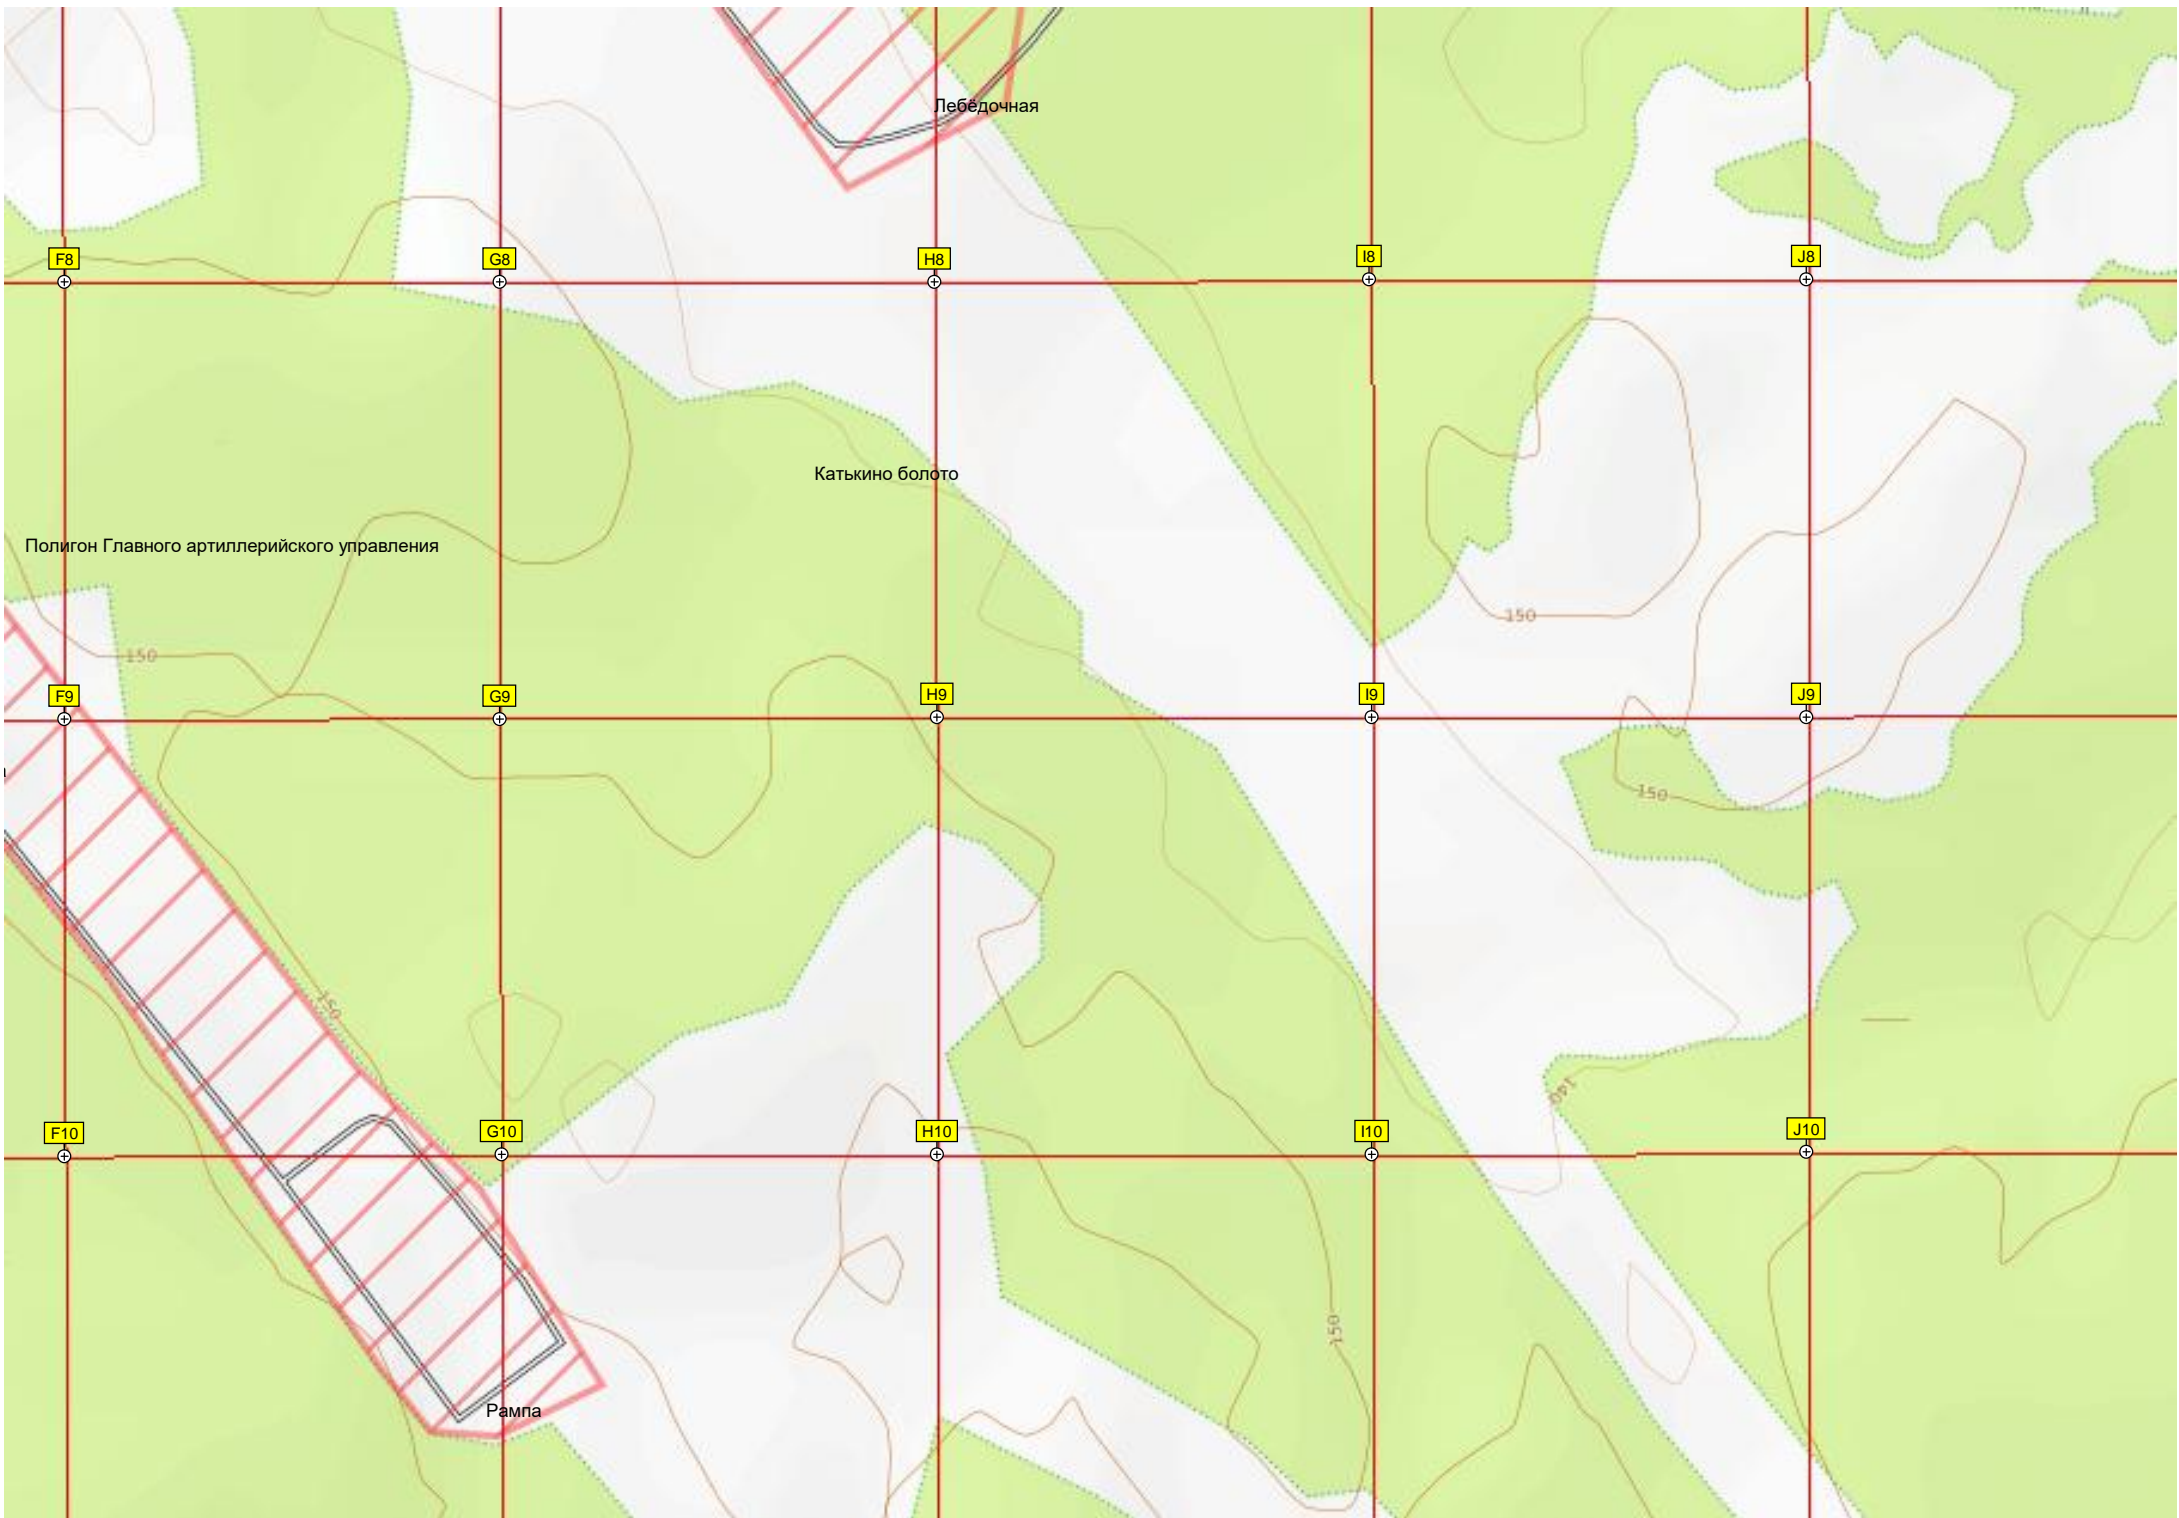 Лебёдочная
F8
G8
H8
I8
J8
Катькино болото
Полигон Главного артиллерийского управления
150
150
F9
G9
H9
I9
J9
150
150
140
F10
G10
H10
I10
J10
150
Рампа